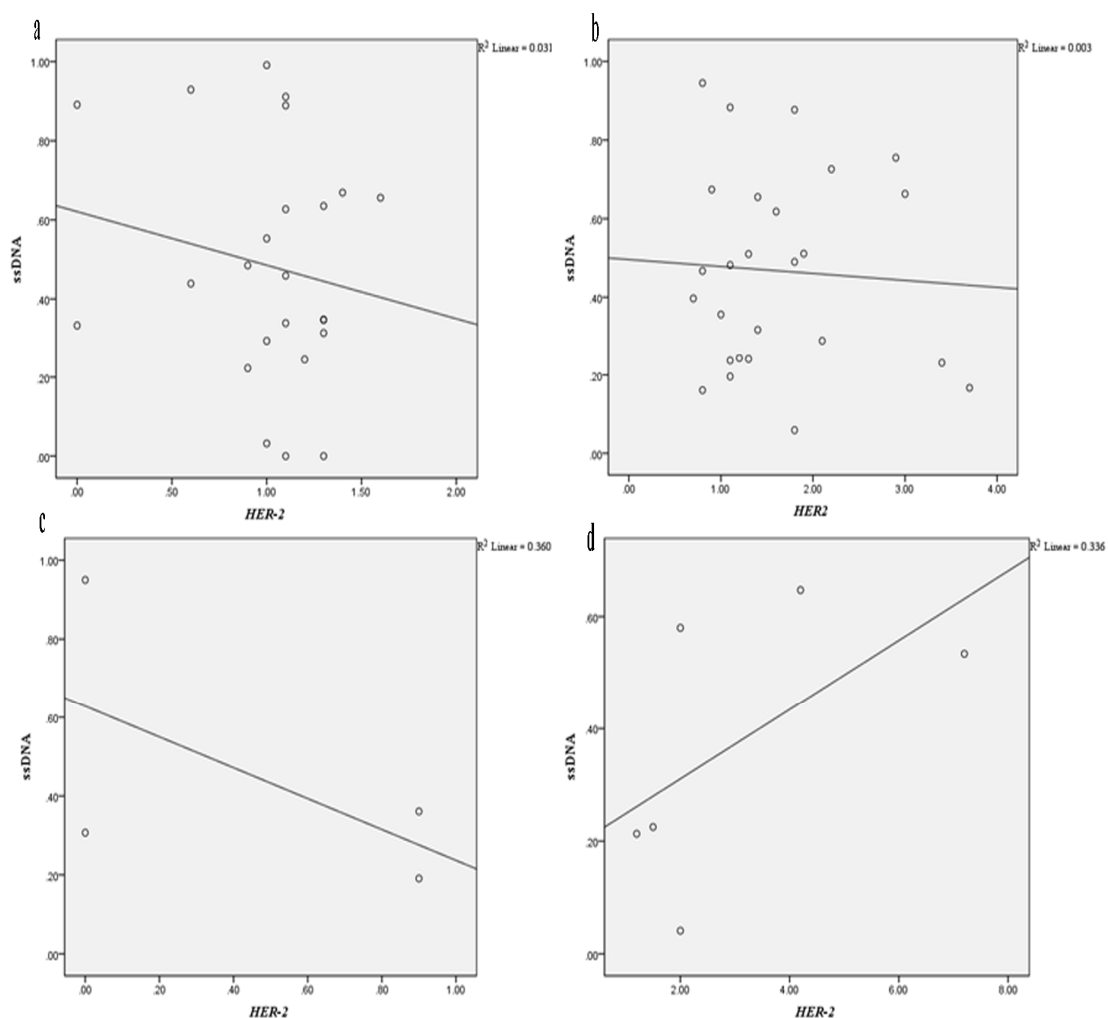 a
R2 Linear = 0.031
1.00
.80
.60
.40
.20
.00
ssDNA
.00 .50 1.00 1.50 2.00
HER-2
b
R2 Linear = 0.003
1.00
.80
.60
.40
.20
.00
ssDNA
.00 1.00 2.00 3.00 4.00
HER2
c
R2 Linear = 0.360
1.00
.80
.60
.40
.20
.00
ssDNA
.00 .20 .40 .60 .80 1.00
HER-2
d
R2 Linear = 0.336
.60
.40
.20
.00
ssDNA
2.00 4.00 6.00 8.00
HER-2